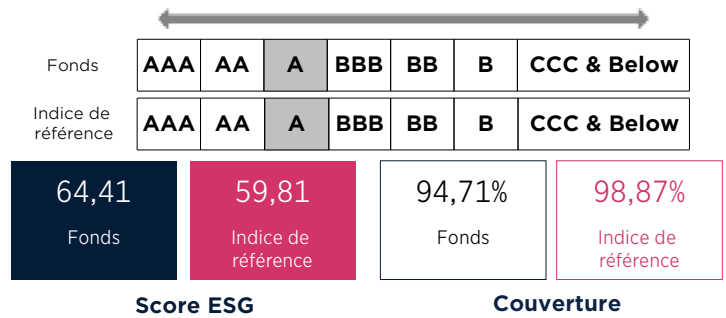 Fonds AAA AA A BBB BB B CCC & Below
Indice de
référence AAA AA A BBB BB B CCC & Below
64,41 59,81 94,71% 98,87%
Fonds Indice de Fonds Indice de
référence référence
Score ESG Couverture